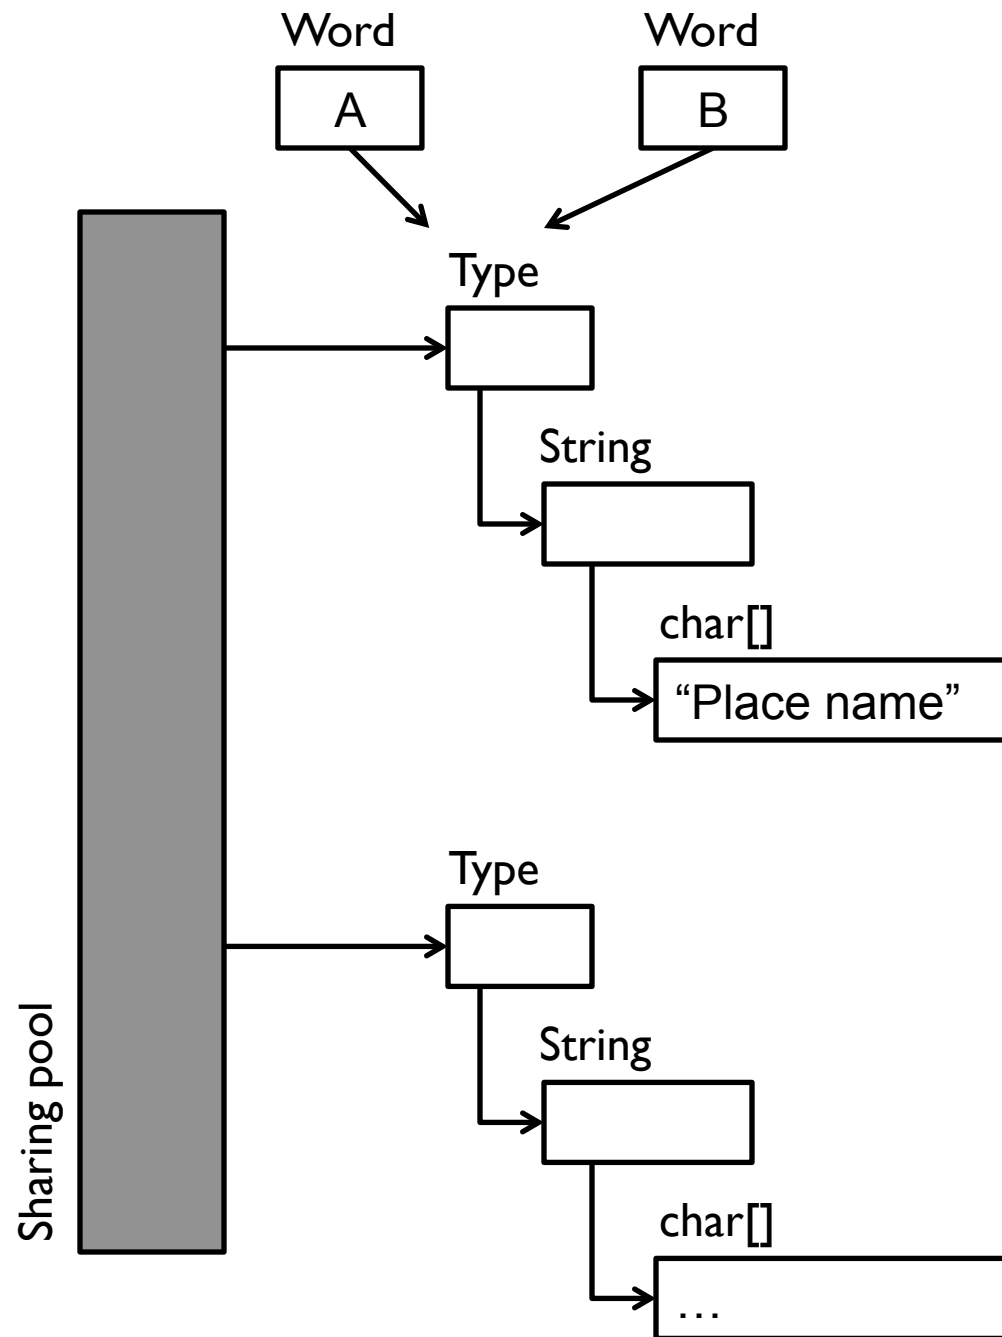 Word
Word
A
B
Type
String
char[]
“Place name”
Type
String
char[]
…
Sharing pool